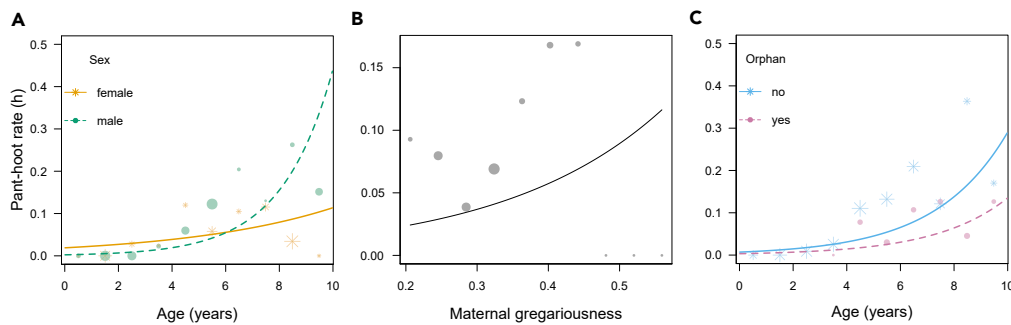 A
Pant-hoot rate (h)
0.5
0.4
0.3
0.2
0.1
0.0
Sex
female
male
0 2 4 6 8 10
Age (years)
B
0.15
0.10
0.05
0.00
0.2 0.3 0.4 0.5
Maternal gregariousness
C
0.5
0.4
0.3
0.2
0.1
0.0
Orphan
no
yes
0 2 4 6 8 10
Age (years)